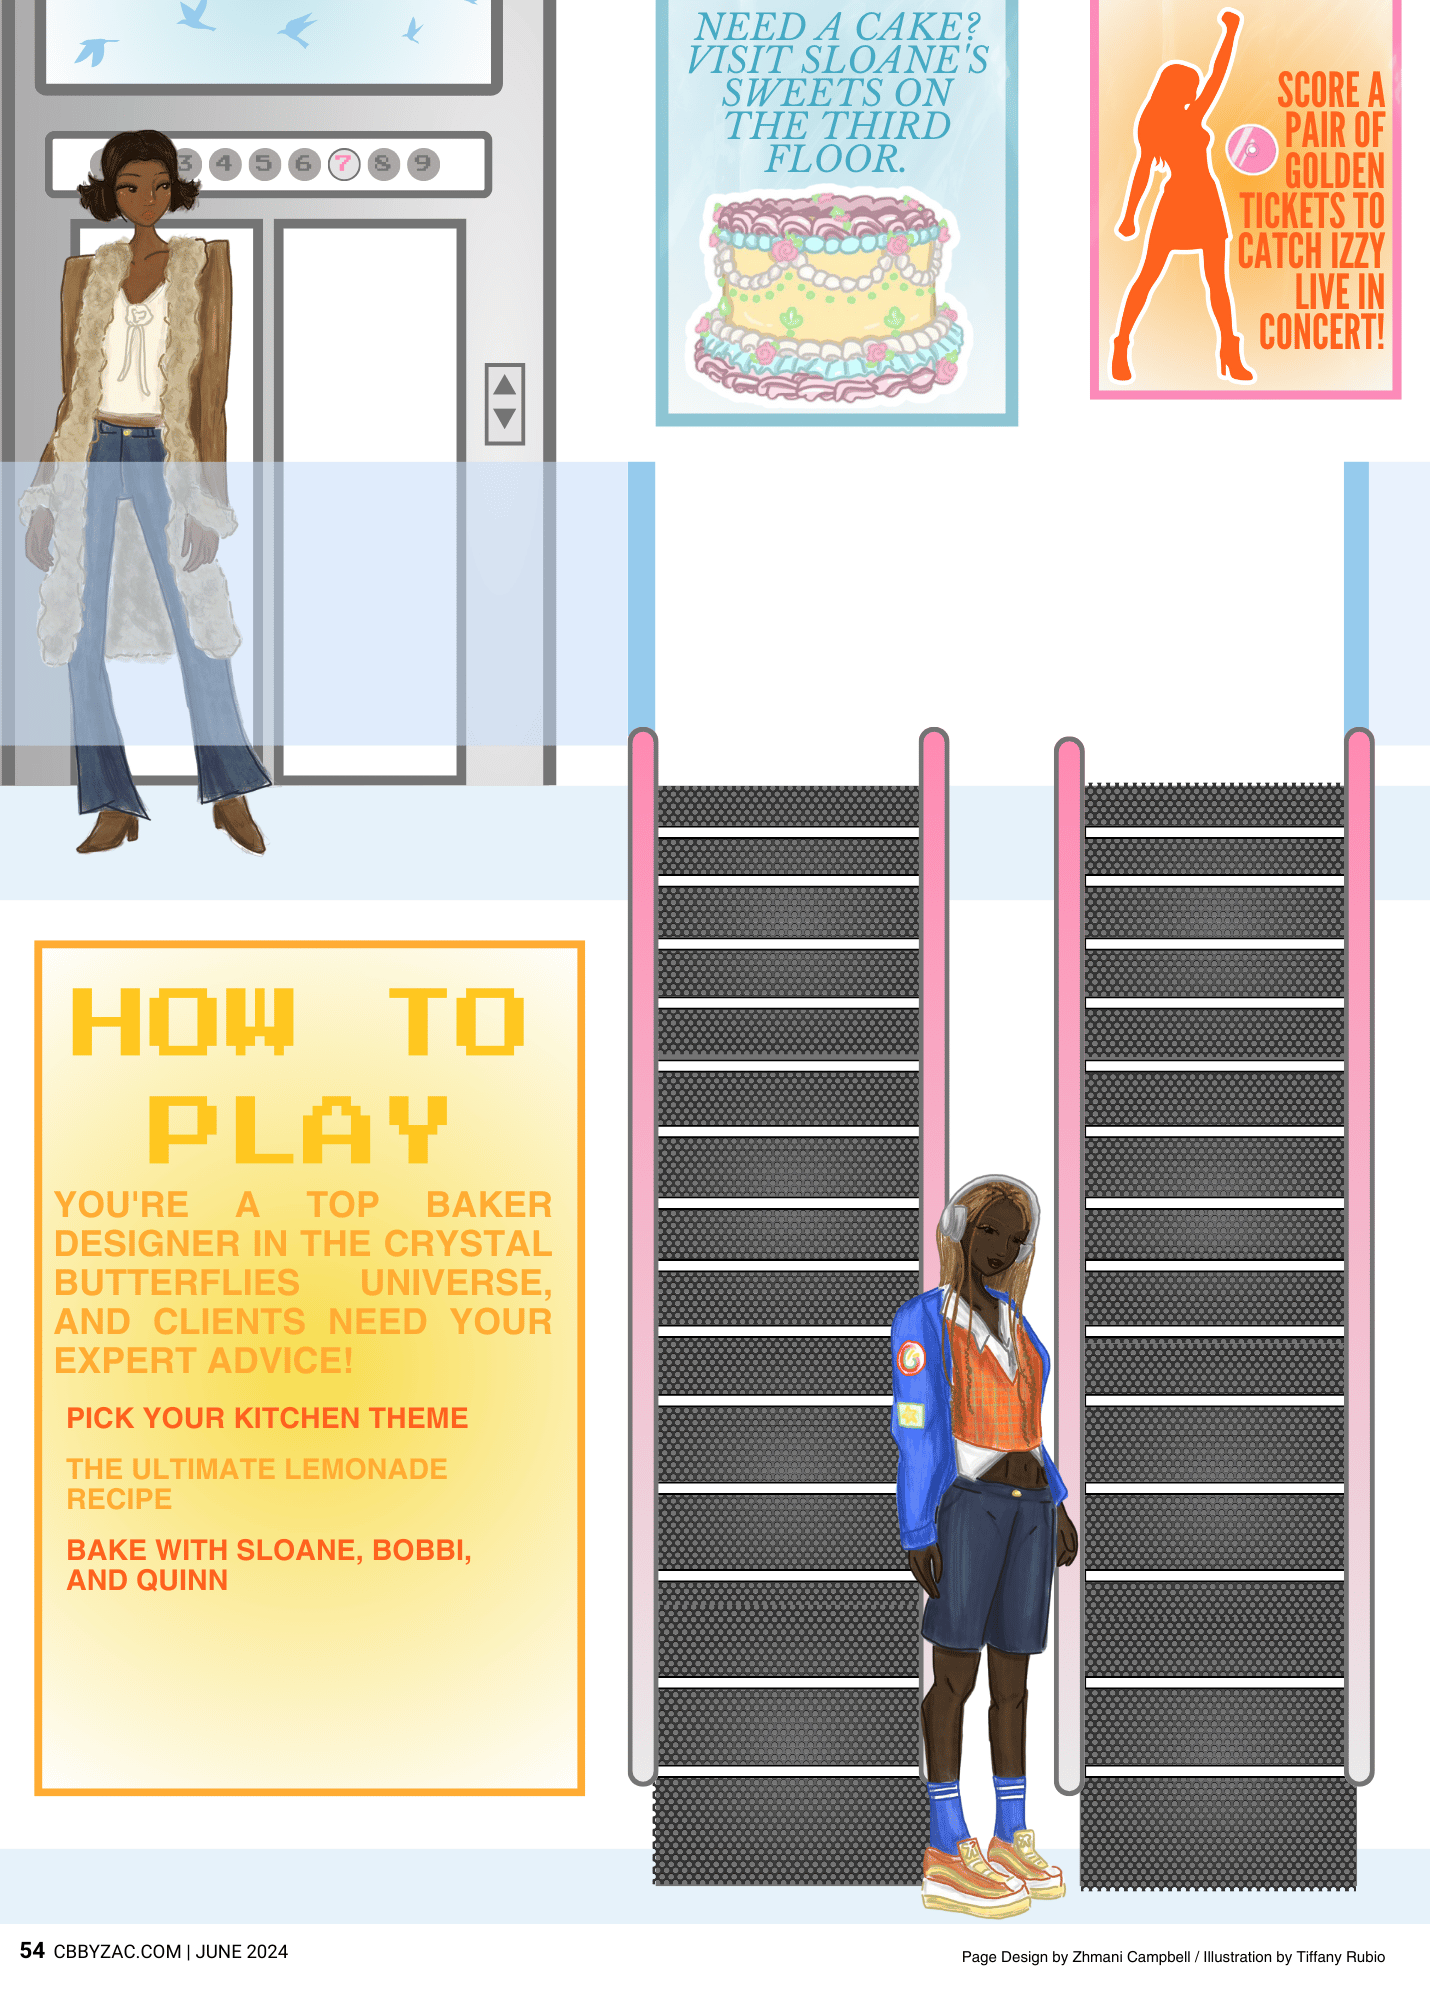 3 4 5 6 7 8 9
NEED A CAKE?
VISIT SLOANE'S
SWEETS ON
THE THIRD
FLOOR.
SCORE A
PAIR OF
GOLDEN
TICKETS TO
CATCH IZZY
LIVE IN
CONCERT!
HOW TO
PLAY
YOU'RE A TOP BAKER
DESIGNER IN THE CRYSTAL
BUTTERFLIES UNIVERSE,
AND CLIENTS NEED YOUR
EXPERT ADVICE!
PICK YOUR KITCHEN THEME
THE ULTIMATE LEMONADE
RECIPE
BAKE WITH SLOANE, BOBBI,
AND QUINN
54 CBBYZAC.COM | JUNE 2024
Page Design by Zhmani Campbell / Illustration by Tiffany Rubio